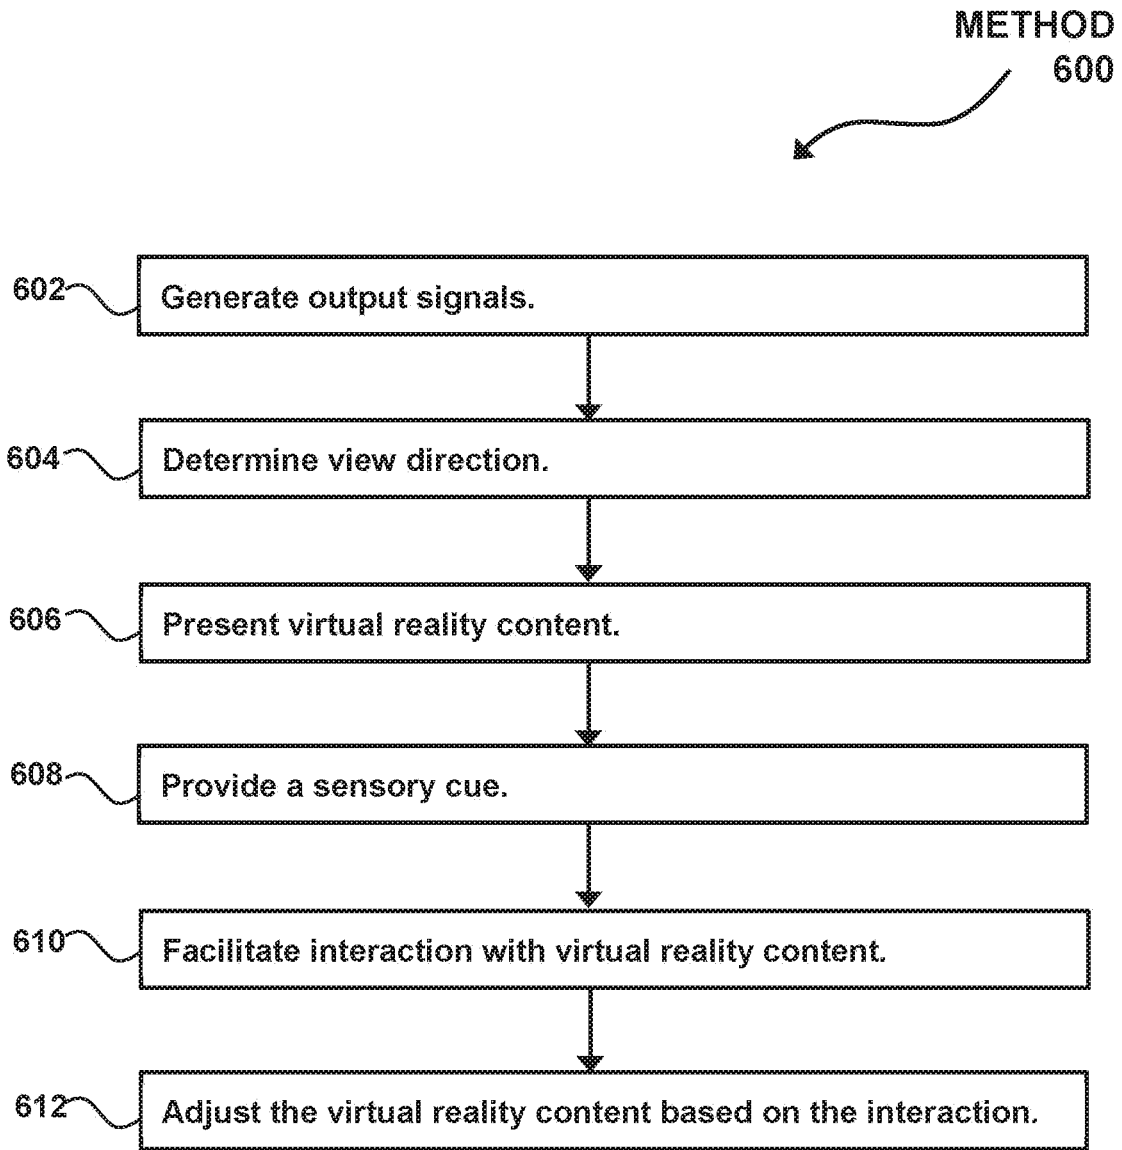 METHOD
600
602
Generate output signals.
604
Determine view direction.
606
Present virtual reality content.
608
Provide a sensory cue.
610
Facilitate interaction with virtual reality content.
612
Adjust the virtual reality content based on the interaction.